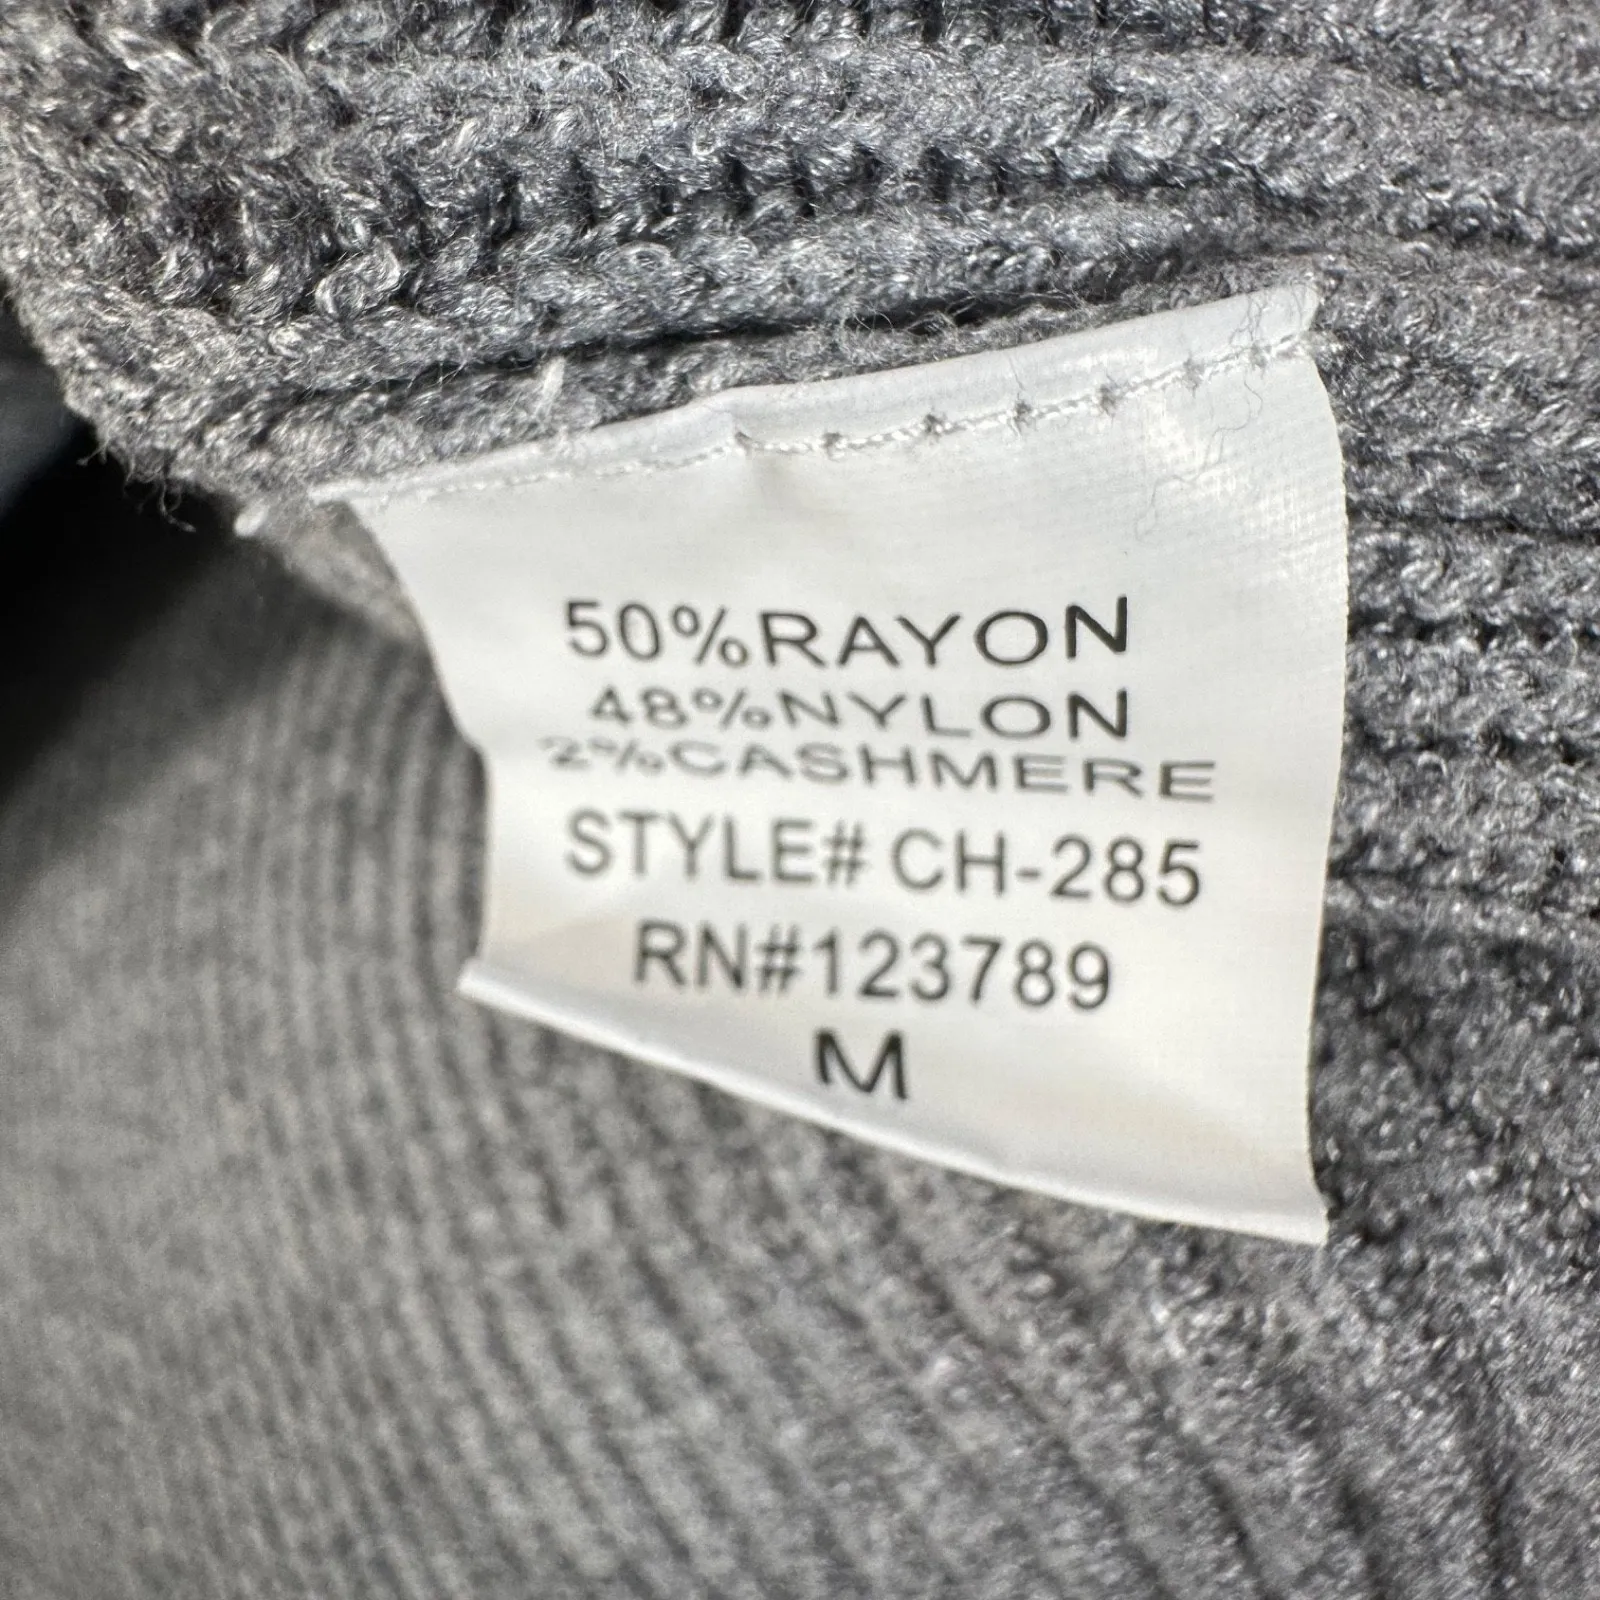 50%RAYON
48%NYLON
2%CASHMERE
STYLE# CH-285
RN#123789
M